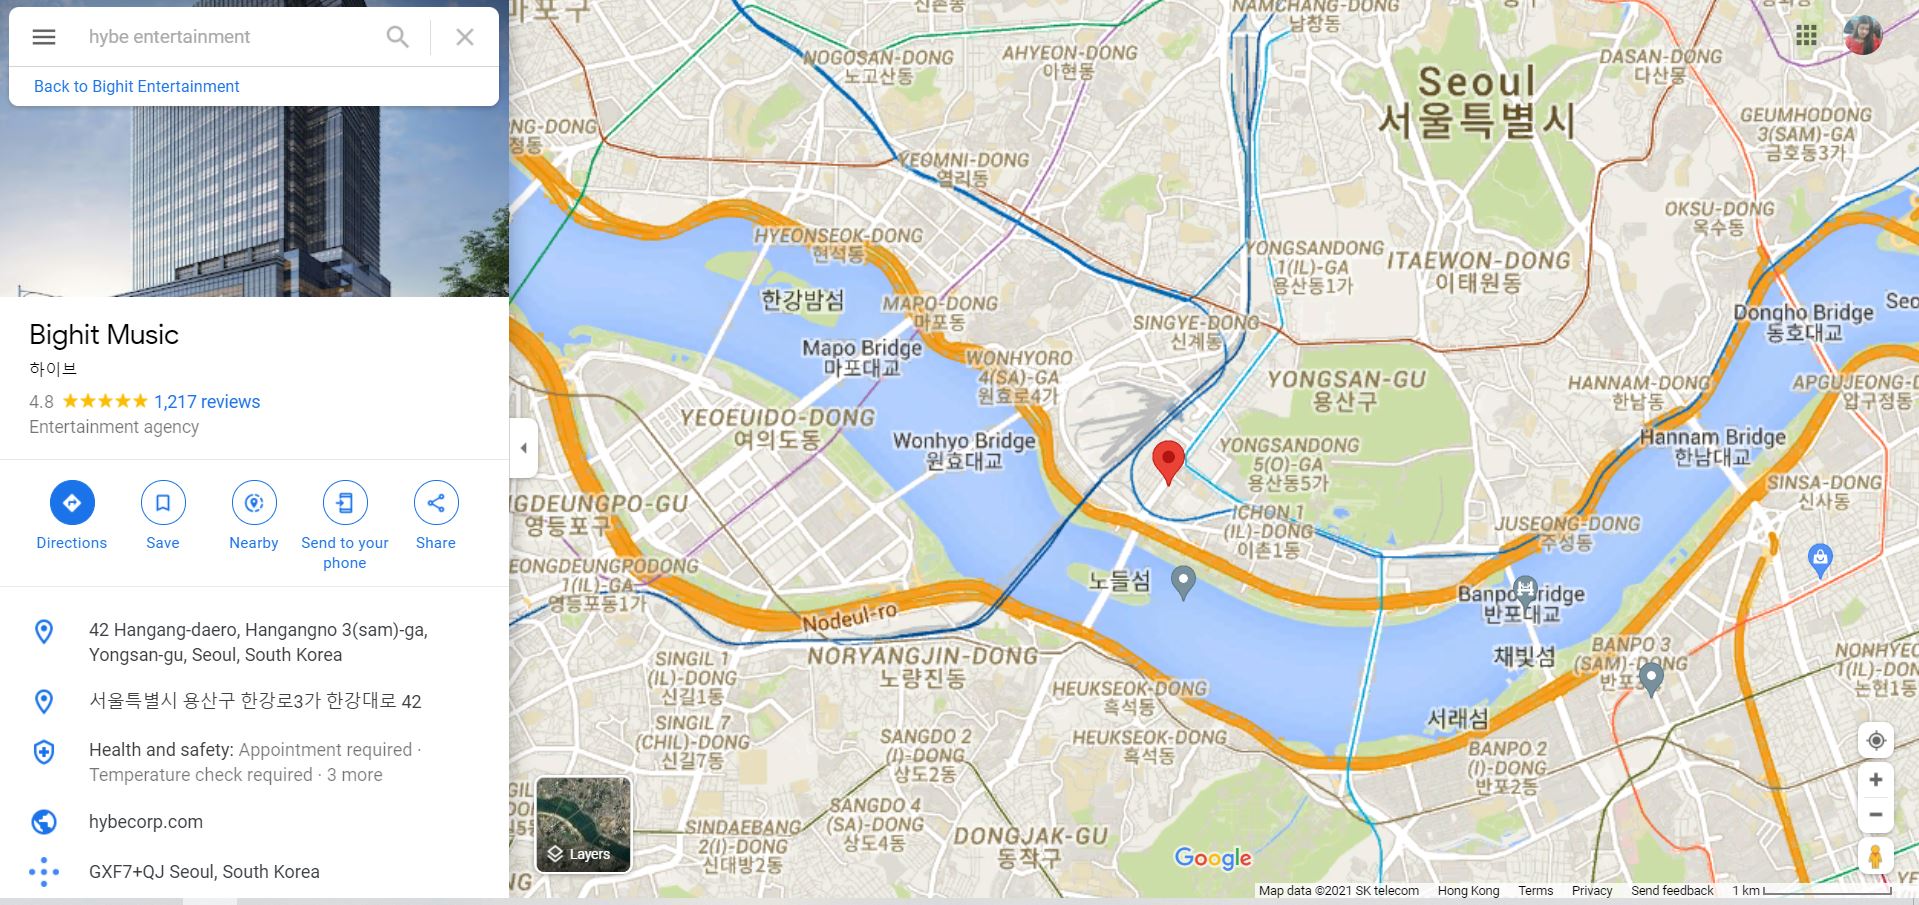 hybe entertainment
Back to Bighit Entertainment
Bighit Music
하이브
4.8 1,217 reviews
Entertainment agency
Directions
Save
Nearby
Send to your
phone
Share
42 Hangang-daero, Hangangno 3(sam)-ga,
Yongsan-gu, Seoul, South Korea
서울특별시 용산구 한강로3가 한강대로 42
Health and safety: Appointment required ·
Temperature check required · 3 more
hybecorp.com
GXF7+QJ Seoul, South Korea
Layers
NAMCHANG-DONG
남창동
NOGOSAN-DONG
노고산동
AHYEON-DONG
아현동
Seoul
서울특별시
DASAN-DONG
다산동
GEUMHODONG
3(SAM)-GA
금호동3가
NG-DONG
정동
YEOMNI-DONG
염리동
OKSU-DONG
옥수동
HYEONSEOK-DONG
현석동
YONGSANDONG
1(IL)-GA
용산동1가
ITAEWON-DONG
이태원동
한강밤섬
MAPO-DONG
마포동
SINGYE-DONG
신계동
Dongho Bridge
동호대교
Seo
Mapo Bridge
마포대교
WONHYORO
4(SA)-GA
원효로4가
YONGSAN-GU
용산구
HANNAM-DONG
한남동
APGUJEONG-D
압구정동
YEOEUIDO-DONG
여의도동
Wonhyo Bridge
원효대교
YONGSANDONG
5(O)-GA
용산동5가
Hannam Bridge
한남대교
SINSA-DONG
신사동
GDEUNGPO-GU
영등포구
ICHON 1
(IL)-DONG
이촌1동
JUSEONG-DONG
주성동
EONGDEUNGPODONG
1(IL)-GA
영등포동1가
노들섬
Banpo Bridge
반포대교
Nodeul-ro
NORYANGJIN-DONG
노량진동
채빛섬
BANPO 3
(SAM)-DONG
NONHYEO
1(IL)-DON
논현1동
SINGIL 1
(IL)-DONG
신길1동
HEUKSEOK-DONG
흑석동
서래섬
SINGIL 7
(CHIL)-DONG
신길7동
SANGDO 2
(I)-DONG
상도2동
HEUKSEOK-DONG
흑석동
BANPO 2
(I)-DONG
반포2동
SANGDO 4
(SA)-DONG
상도4동
SINDAEBANG
2(I)-DONG
신대방2동
DONGJAK-GU
동작구
Google
Map data ©2021 SK telecom Hong Kong Terms Privacy Send feedback 1 km